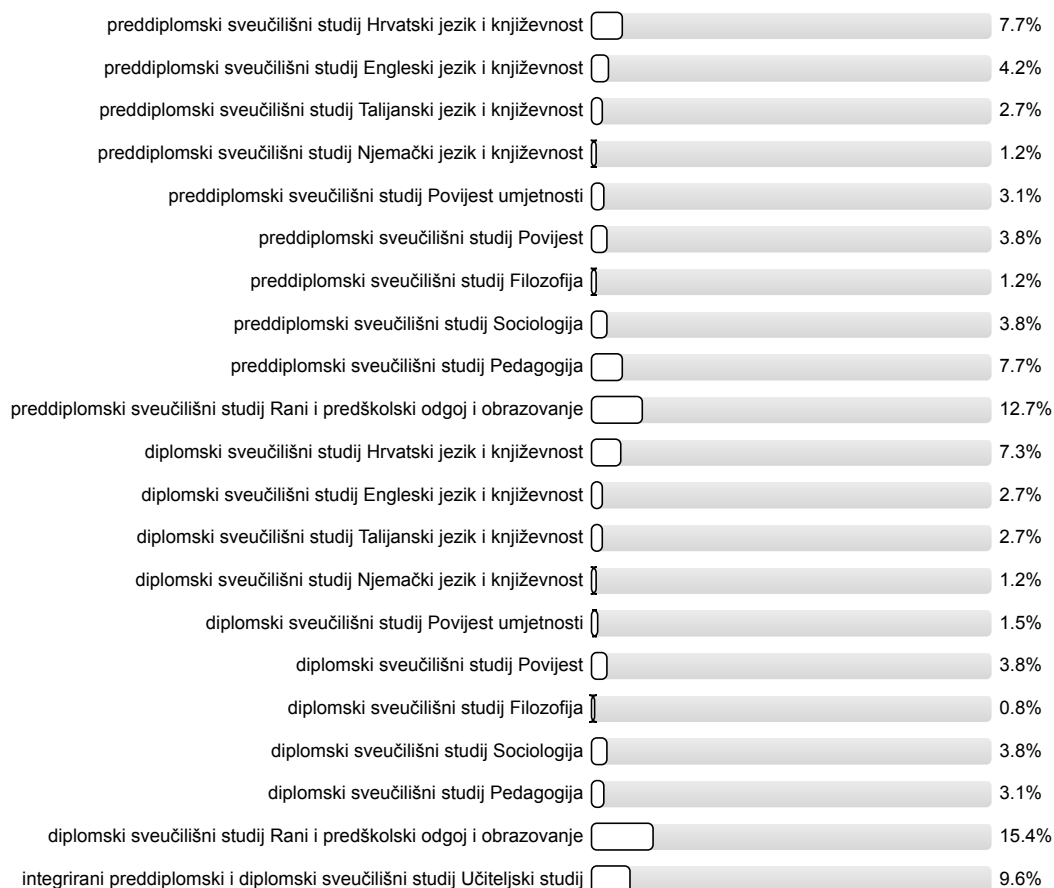 preddiplomski sveučilišni studij Hrvatski jezik i književnost 7.7%
preddiplomski sveučilišni studij Engleski jezik i književnost 4.2%
preddiplomski sveučilišni studij Talijanski jezik i književnost 2.7%
preddiplomski sveučilišni studij Njemački jezik i književnost 1.2%
preddiplomski sveučilišni studij Povijest umjetnosti 3.1%
preddiplomski sveučilišni studij Povijest 3.8%
preddiplomski sveučilišni studij Filozofija 1.2%
preddiplomski sveučilišni studij Sociologija 3.8%
preddiplomski sveučilišni studij Pedagogija 7.7%
preddiplomski sveučilišni studij Rani i predškolski odgoj i obrazovanje 12.7%
diplomski sveučilišni studij Hrvatski jezik i književnost 7.3%
diplomski sveučilišni studij Engleski jezik i književnost 2.7%
diplomski sveučilišni studij Talijanski jezik i književnost 2.7%
diplomski sveučilišni studij Njemački jezik i književnost 1.2%
diplomski sveučilišni studij Povijest umjetnosti 1.5%
diplomski sveučilišni studij Povijest 3.8%
diplomski sveučilišni studij Filozofija 0.8%
diplomski sveučilišni studij Sociologija 3.8%
diplomski sveučilišni studij Pedagogija 3.1%
diplomski sveučilišni studij Rani i predškolski odgoj i obrazovanje 15.4%
integrirani preddiplomski i diplomski sveučilišni studij Učiteljski studij 9.6%